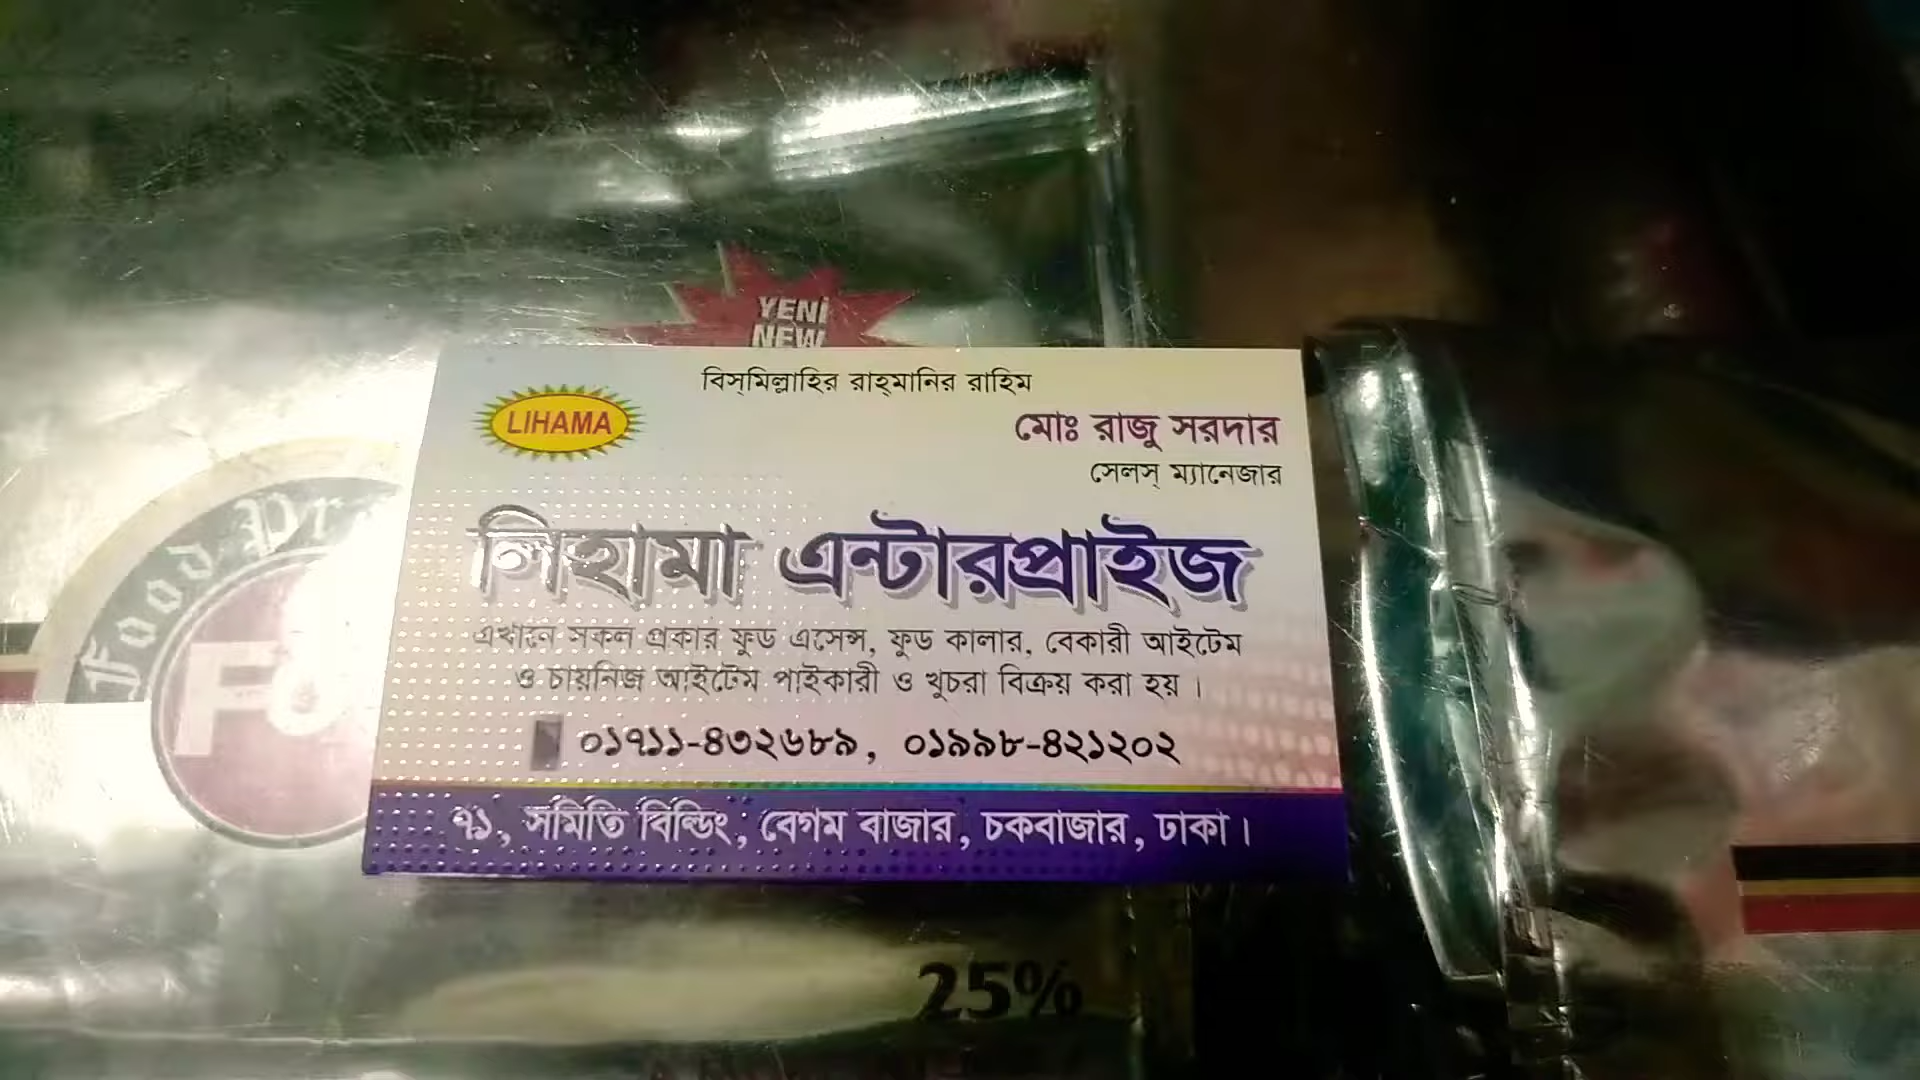 YENİ
NEW
বিস্‌মিল্লাহির রাহ্‌মানির রাহিম
LIHAMA
মোঃ রাজু সরদার
সেলস্ ম্যানেজার
লিহামা এন্টারপ্রাইজ
এখানে সকল প্রকার ফুড এসেন্স, ফুড কালার, বেকারী আইটেম
ও চায়নিজ আইটেম পাইকারী ও খুচরা বিক্রয় করা হয় ।
০১৭১১-৪৩২৬৮৯, ০১৯৯৮-৪২১২০২
৭১, সমিতি বিল্ডিং, বেগম বাজার, চকবাজার, ঢাকা ।
Food
25%